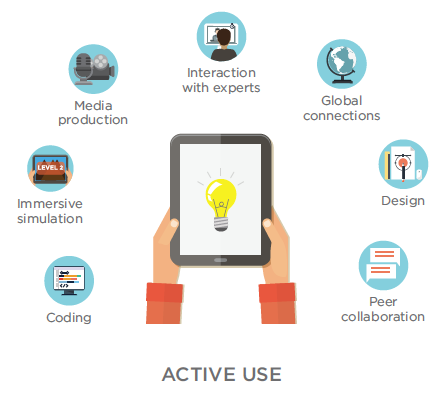 Interaction
with experts
Media
production
Global
connections
LEVEL 2
Immersive
simulation
Design
Coding
Peer
collaboration
ACTIVE USE